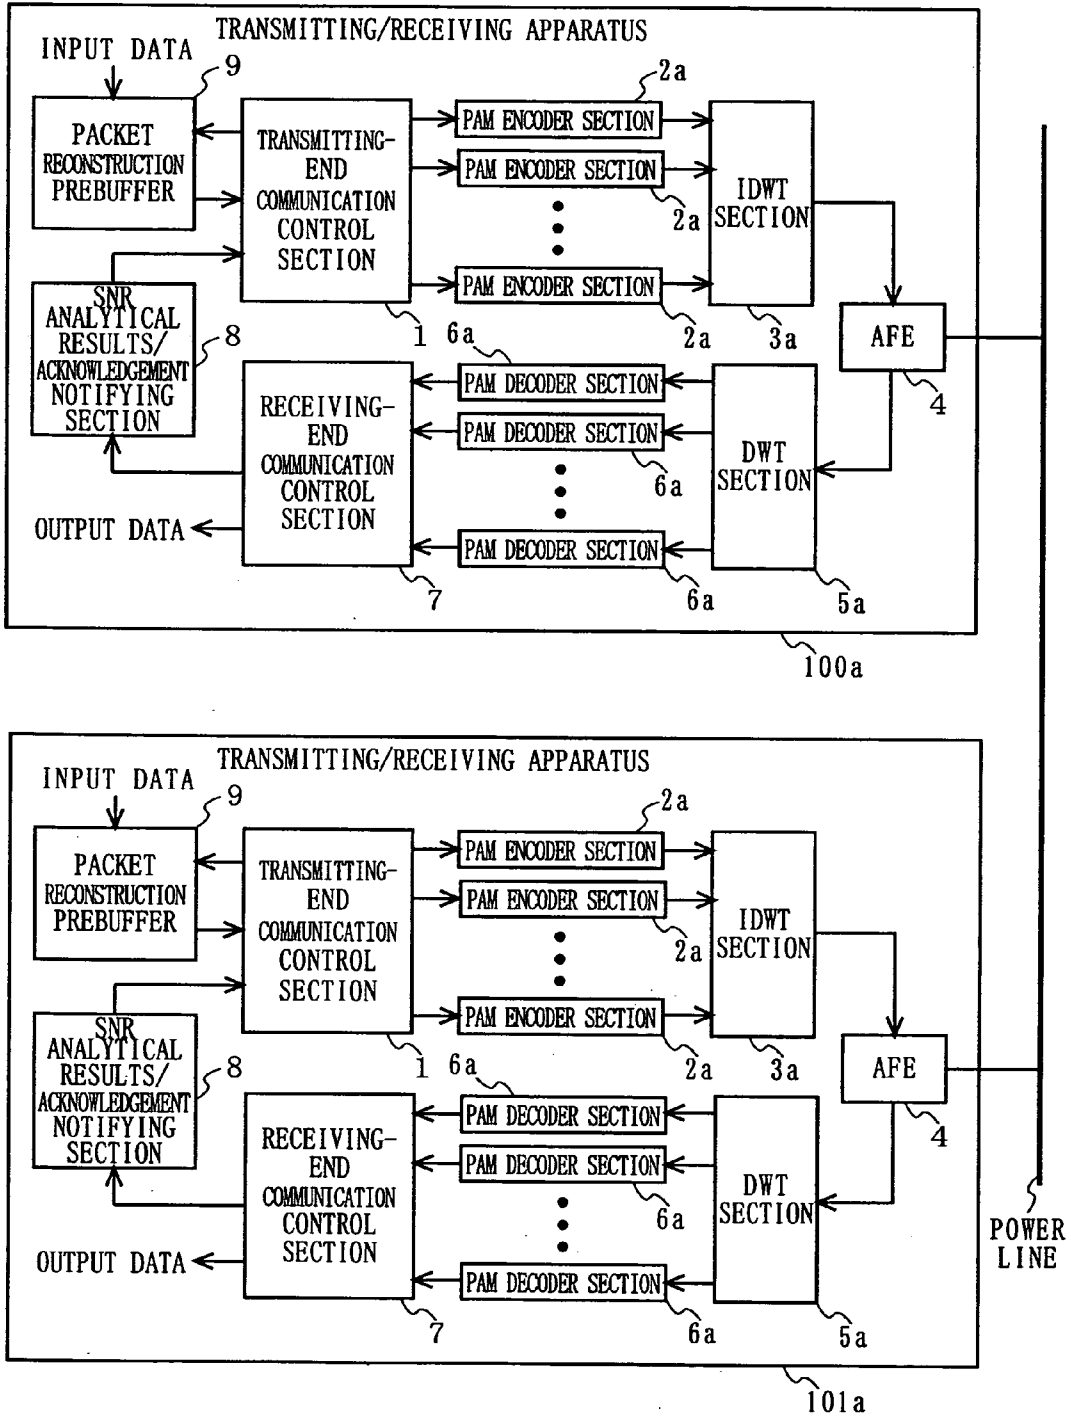 TRANSMITTING/RECEIVING APPARATUS
INPUT DATA
9
2a
PACKET
RECONSTRUCTION
PREBUFFER
TRANSMITTING-
END
COMMUNICATION
CONTROL
SECTION
PAM ENCODER SECTION
PAM ENCODER SECTION
2a
PAM ENCODER SECTION
2a
IDWT
SECTION
3a
1
SNR
ANALYTICAL
RESULTS/
ACKNOWLEDGEMENT
NOTIFYING
SECTION
8
AFE
4
6a
RECEIVING-
END
COMMUNICATION
CONTROL
SECTION
PAM DECODER SECTION
PAM DECODER SECTION
6a
PAM DECODER SECTION
6a
DWT
SECTION
5a
OUTPUT DATA
7
100a
TRANSMITTING/RECEIVING APPARATUS
INPUT DATA
9
2a
PACKET
RECONSTRUCTION
PREBUFFER
TRANSMITTING-
END
COMMUNICATION
CONTROL
SECTION
PAM ENCODER SECTION
PAM ENCODER SECTION
2a
PAM ENCODER SECTION
2a
IDWT
SECTION
3a
1
SNR
ANALYTICAL
RESULTS/
ACKNOWLEDGEMENT
NOTIFYING
SECTION
8
AFE
4
6a
RECEIVING-
END
COMMUNICATION
CONTROL
SECTION
PAM DECODER SECTION
PAM DECODER SECTION
6a
PAM DECODER SECTION
6a
DWT
SECTION
5a
OUTPUT DATA
7
POWER
LINE
101a